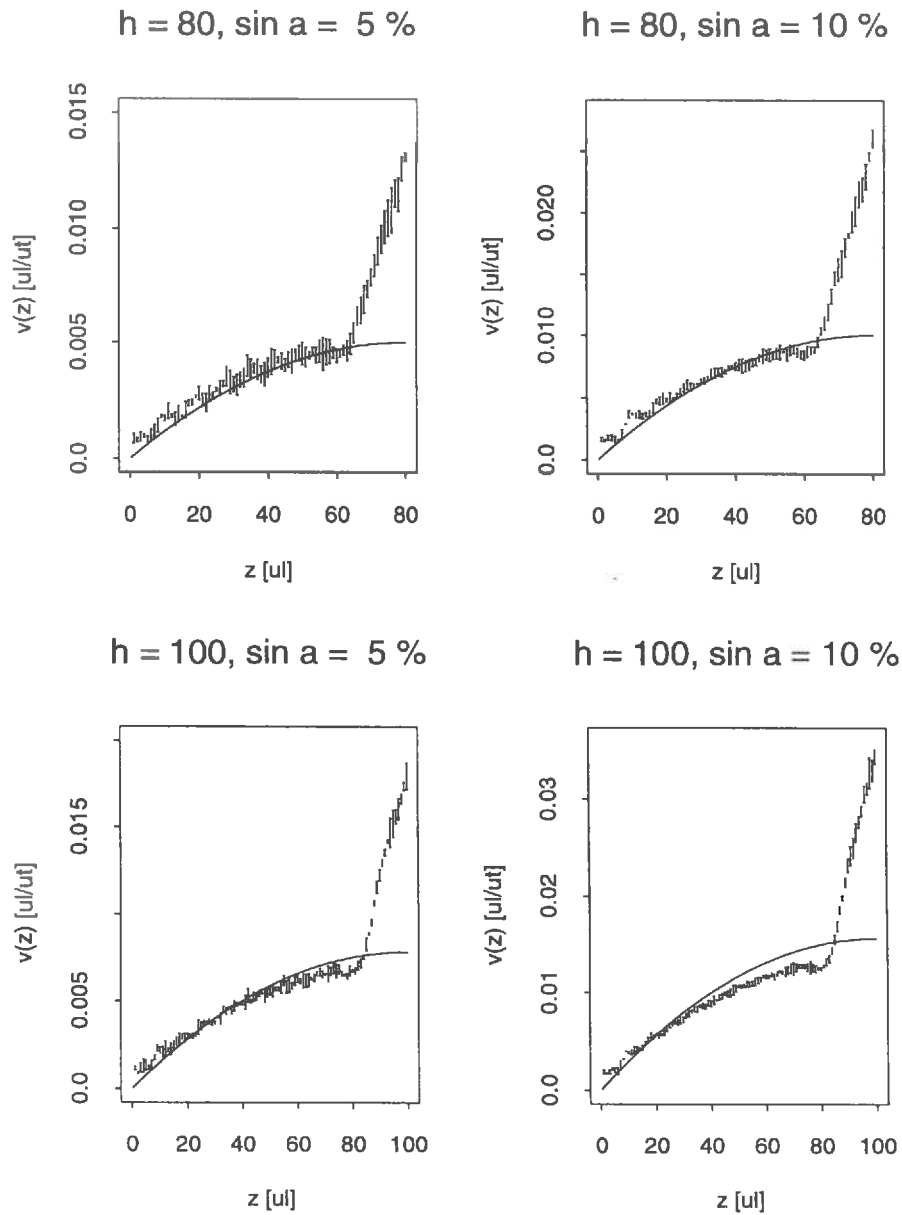 h = 80, sin a = 5 %
0.015
0.010
0.005
0.0
v(z) [ul/ut]
0 20 40 60 80
z [ul]
h = 80, sin a = 10 %
0.020
0.010
0.0
v(z) [ul/ut]
0 20 40 60 80
z [ul]
h = 100, sin a = 5 %
0.015
0.005
0.0
v(z) [ul/ut]
0 20 40 60 80 100
z [ul]
h = 100, sin a = 10 %
0.03
0.02
0.01
0.0
v(z) [ul/ut]
0 20 40 60 80 100
z [ul]